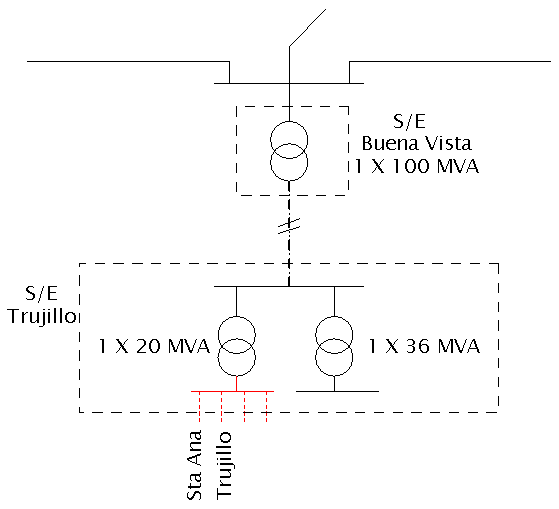 S/E
Buena Vista
1 X 100 MVA
S/E
Trujillo
1 X 20 MVA
1 X 36 MVA
Sta Ana
Trujillo